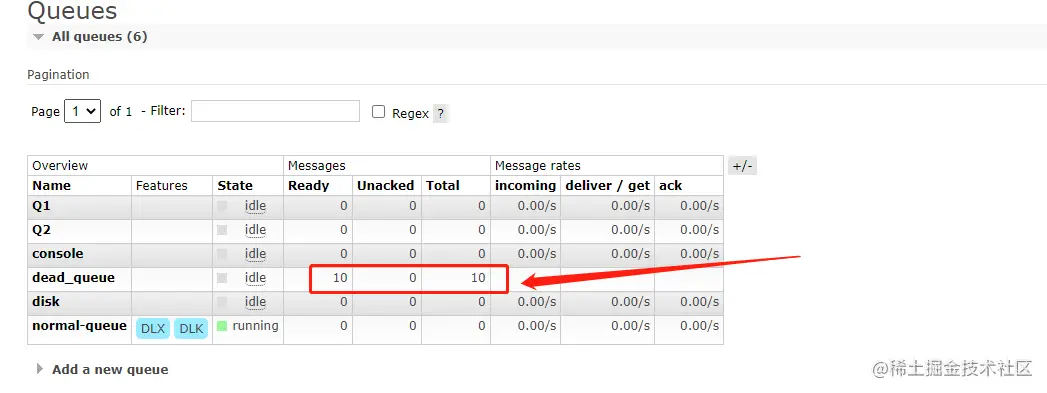 Queues
All queues (6)
Pagination
Page 1 of 1 - Filter: Regex ?
Overview Messages Message rates +/-
Name Features State Ready Unacked Total incoming deliver / get ack
Q1 idle 0 0 0 0.00/s 0.00/s 0.00/s
Q2 idle 0 0 0 0.00/s 0.00/s 0.00/s
console idle 0 0 0 0.00/s 0.00/s 0.00/s
dead_queue idle 10 0 10
disk idle 0 0 0 0.00/s 0.00/s 0.00/s
normal-queue DLX DLK running 0 0 0 0.00/s 0.00/s 0.00/s
Add a new queue
@稀土掘金技术社区